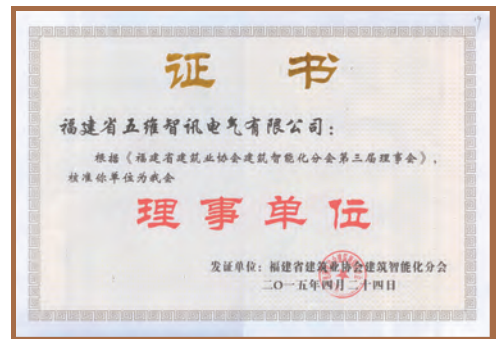 证 书
福建省五维智讯电气有限公司：
根据《福建省建筑业协会建筑智能化分会第三届理事会》，
核准你单位为我会
理事单位
发证单位：福建省建筑业协会建筑智能化分会
二〇一五年四月二十四日